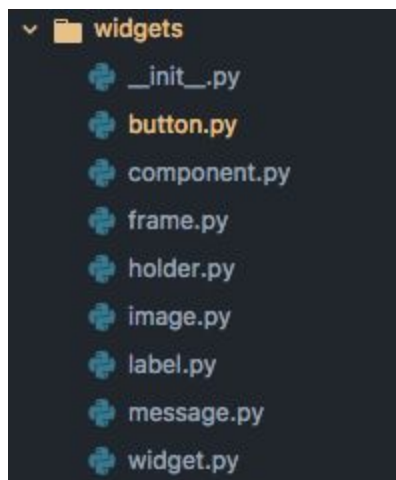 widgets
__init__.py
button.py
component.py
frame.py
holder.py
image.py
label.py
message.py
widget.py